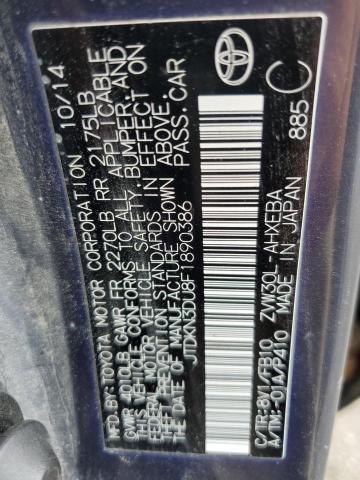 MFD.BY:TOYOTA MOTOR CORPORATION 10/14
GVWR 4010LB GAWR FR 2270LB RR 2175LB
THIS VEHICLE CONFORMS TO ALL APPLICABLE
FEDERAL MOTOR VEHICLE SAFETY, BUMPER AND
THEFT PREVENTION STANDARDS IN EFFECT ON
THE DATE OF MANUFACTURE SHOWN ABOVE.
JTDKN3DU8F1890386 PASS.CAR
C/TR:8W7/FB10 ZVW30L-AHXEBA
A/TM:-01A/P410 MADE IN JAPAN 885
C